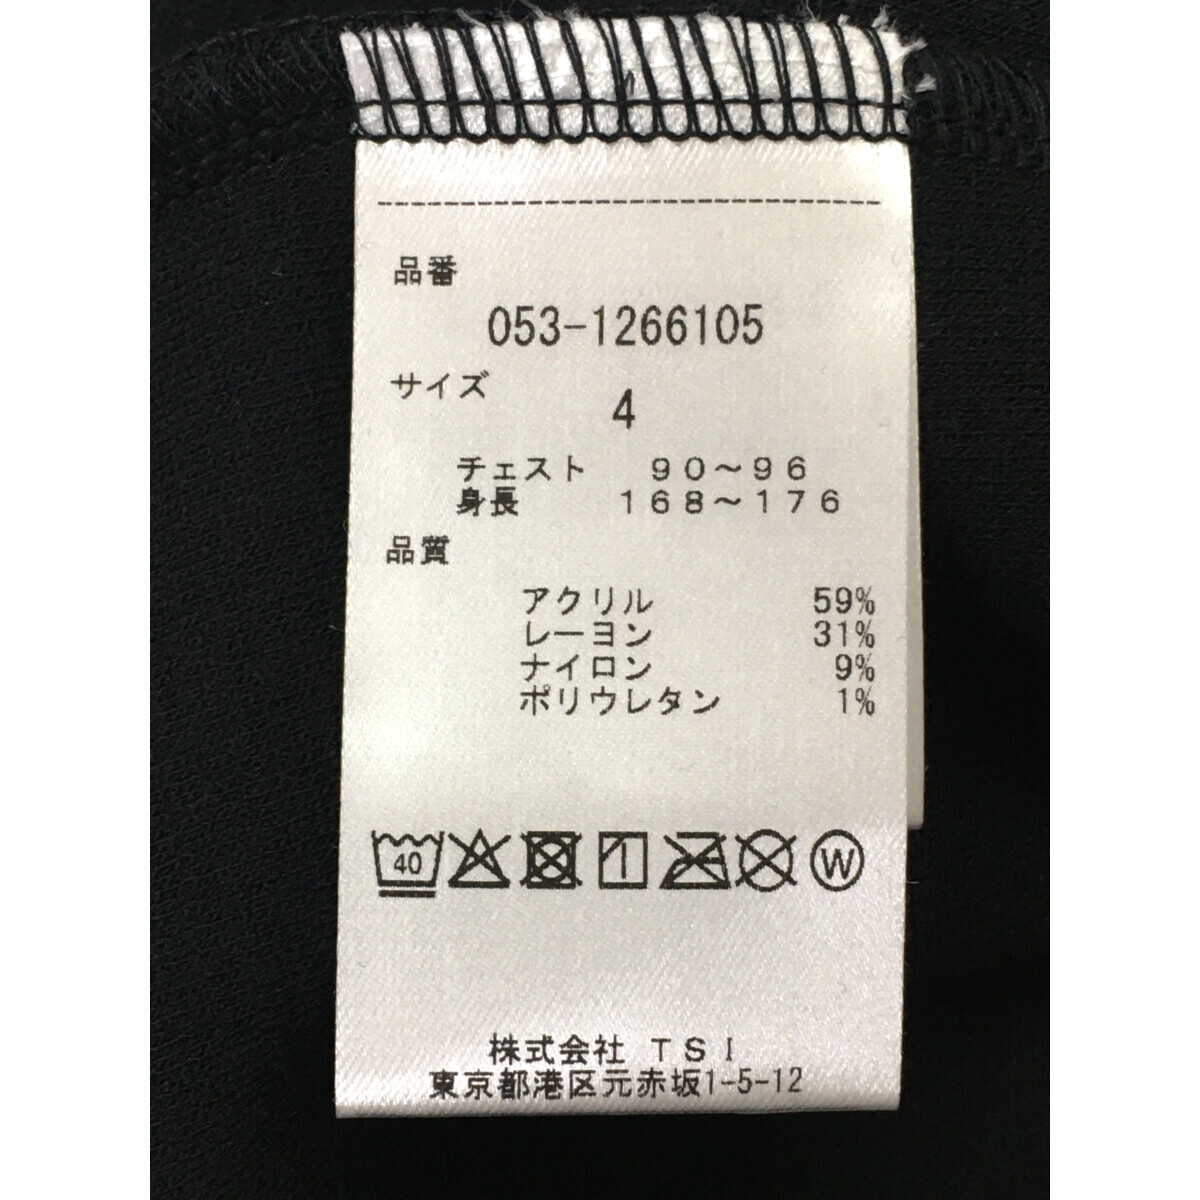 品番
053-1266105
サイズ
4
チェスト 90～96
身長 168～176
品質
アクリル 59%
レーヨン 31%
ナイロン 9%
ポリウレタン 1%
40 W
株式会社 TSI
東京都港区元赤坂1-5-12